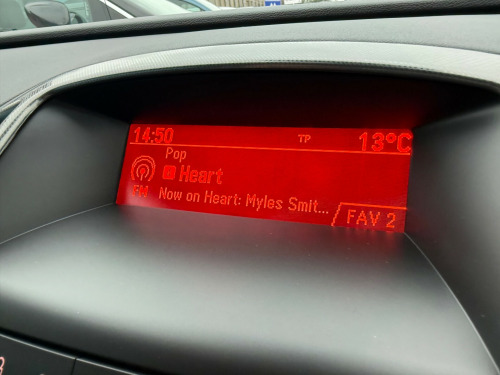 14:50 TP 13°C
Pop
Heart
FM Now on Heart: Myles Smit...
FAV 2